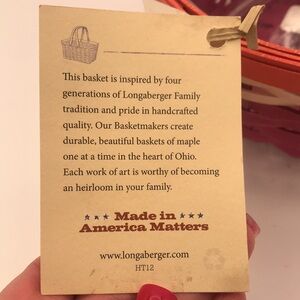 This basket is inspired by four
generations of Longaberger Family
tradition and pride in handcrafted
quality. Our Basketmakers create
durable, beautiful baskets of maple
one at a time in the heart of Ohio.
Each work of art is worthy of becoming
an heirloom in your family.
★★★ Made in ★★★
America Matters
www.longaberger.com
HT12